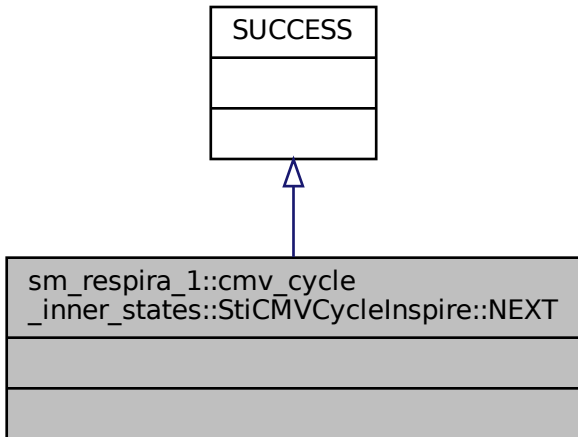 SUCCESS
sm_respira_1::cmv_cycle
_inner_states::StiCMVCycleInspire::NEXT